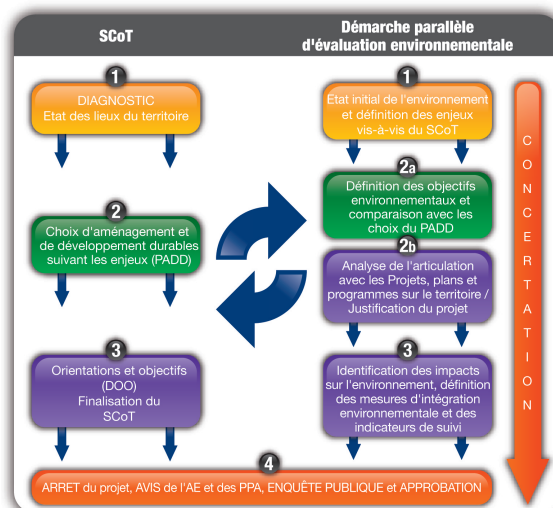 SCoT
Démarche parallèle
d'évaluation environnementale
1
DIAGNOSTIC
Etat des lieux du territoire
1
État initial de l'environnement
et définition des enjeux
vis-à-vis du SCoT
2a
Définition des objectifs
environnementaux et
comparaison avec les
choix du PADD
2
Choix d'aménagement et
de développement durables
suivant les enjeux (PADD)
2b
Analyse de l'articulation
avec les Projets, plans et
programmes sur le territoire /
Justification du projet
3
Orientations et objectifs
(DOO)
Finalisation du
SCoT
3
Identification des impacts
sur l'environnement, définition
des mesures d'intégration
environnementale et des
indicateurs de suivi
4
ARRET du projet, AVIS de l'AE et des PPA, ENQUÊTE PUBLIQUE et APPROBATION
CONCERTATION